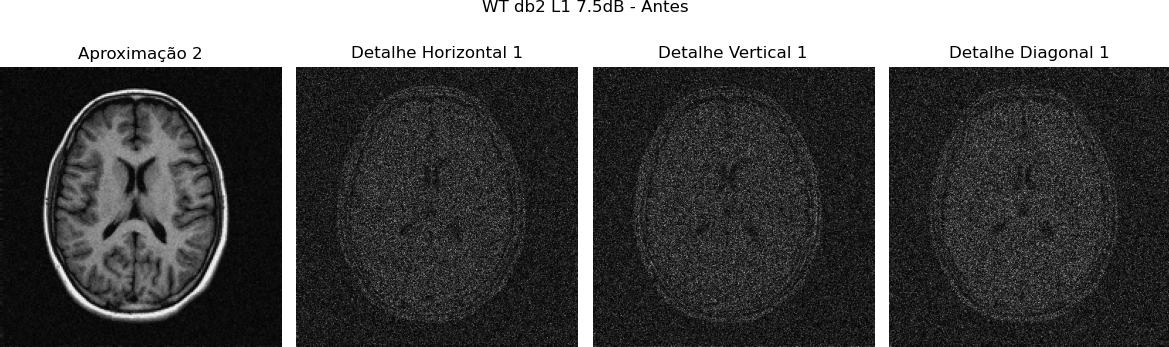 WT db2 L1 7.5dB - Antes
Aproximação 2
Detalhe Horizontal 1
Detalhe Vertical 1
Detalhe Diagonal 1